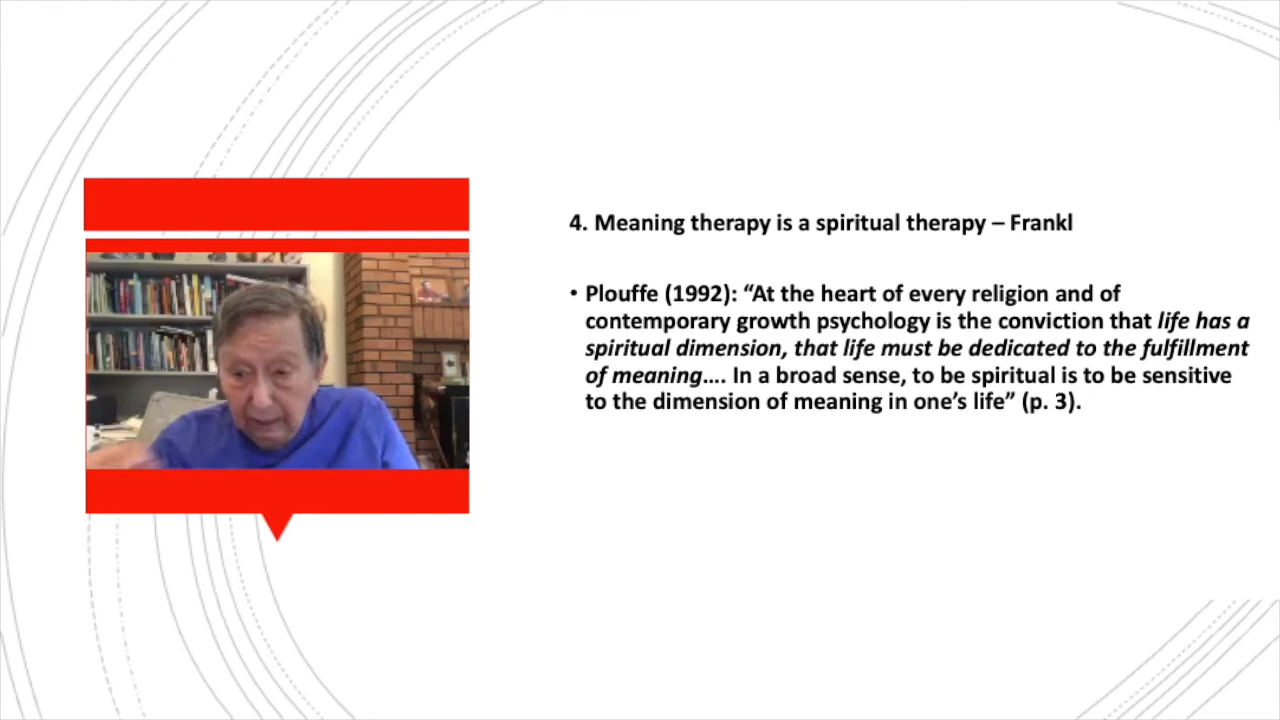 4. Meaning therapy is a spiritual therapy – Frankl
• Plouffe (1992): “At the heart of every religion and of
contemporary growth psychology is the conviction that life has a
spiritual dimension, that life must be dedicated to the fulfillment
of meaning…. In a broad sense, to be spiritual is to be sensitive
to the dimension of meaning in one’s life” (p. 3).